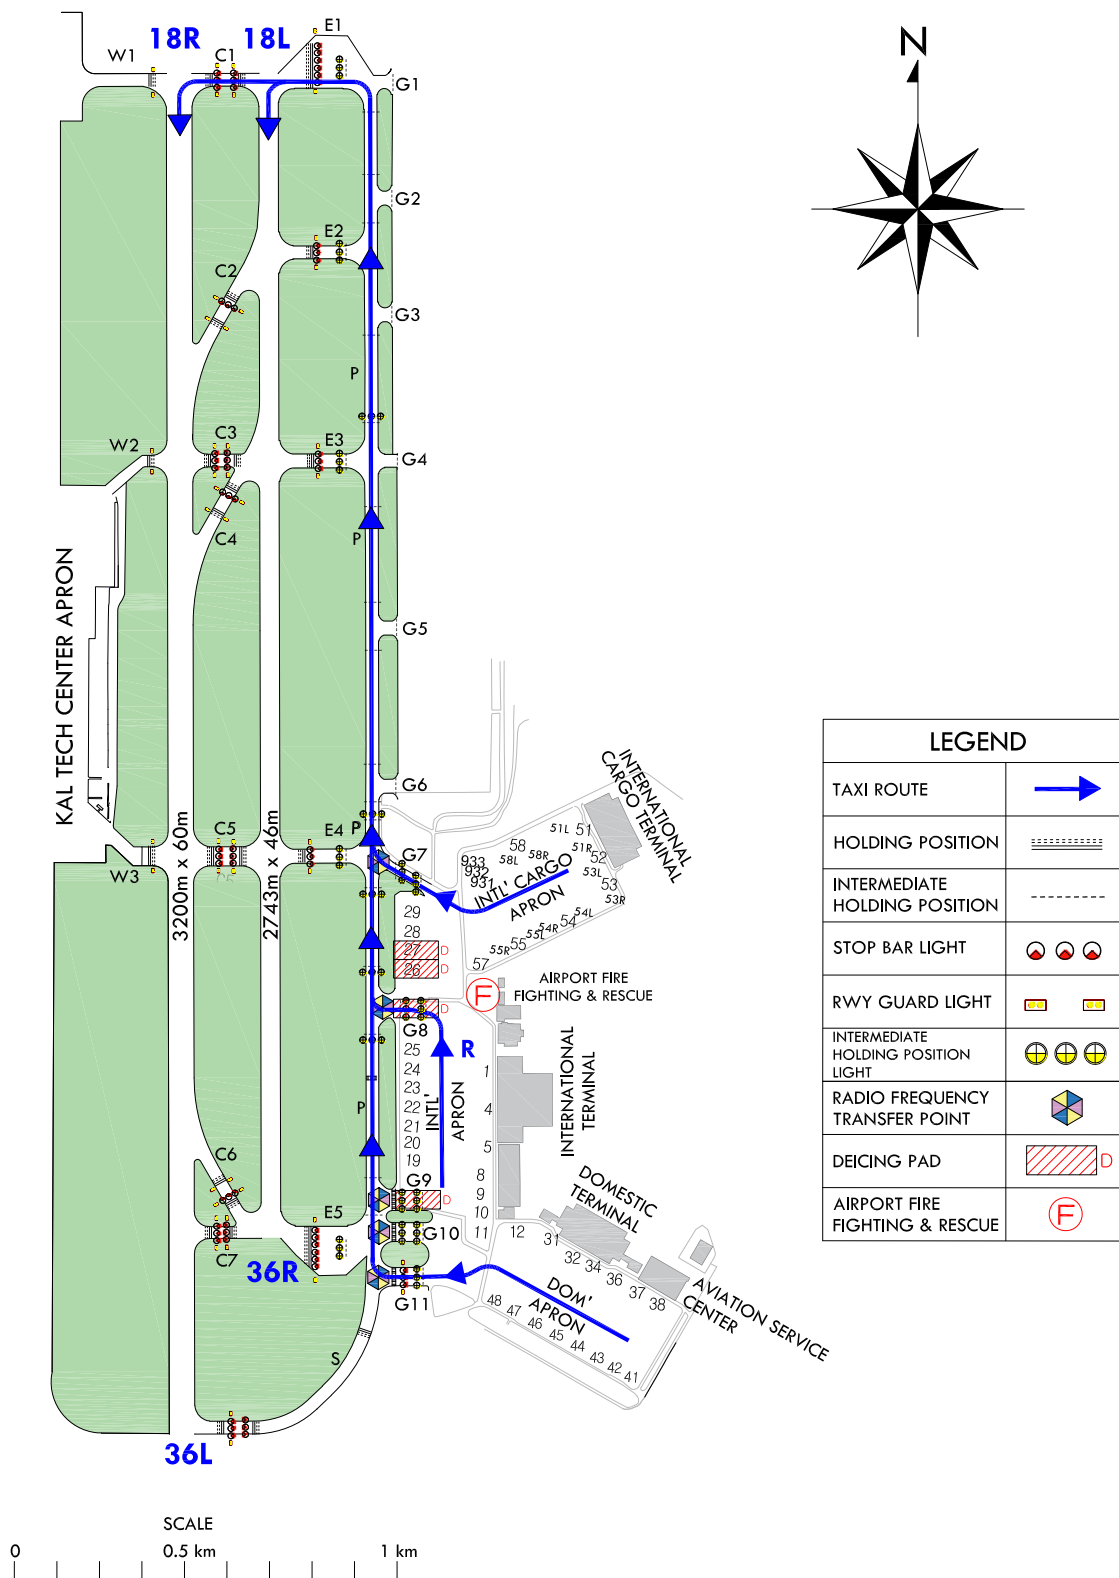 E1
18R
18L
W1
C1
G1
N
G2
E2
C2
G3
P
C3
E3
W2
G4
C4
P
KAL TECH CENTER APRON
G5
G6
3200m x 60m
2743m x 46m
C5
E4
P
G7
W3
INTERNATIONAL
CARGO TERMINAL
51L
51
58
51R
58R
58L
52
933
932
931
53L
53
53R
INTL' CARGO
APRON
54L
54
54R
55L
55
55R
57
29
28
27
D
26
D
AIRPORT FIRE
FIGHTING & RESCUE
F
D
G8
R
25
24
23
22
21
20
19
INTL'
APRON
1
4
5
8
9
10
11
INTERNATIONAL
TERMINAL
P
C6
G9
D
E5
G10
C7
36R
G11
DOMESTIC
TERMINAL
12
31
32
34
36
37
38
DOM'
APRON
48
47
46
45
44
43
42
41
AVIATION SERVICE
CENTER
S
36L
LEGEND
TAXI ROUTE
HOLDING POSITION
INTERMEDIATE
HOLDING POSITION
STOP BAR LIGHT
RWY GUARD LIGHT
INTERMEDIATE
HOLDING POSITION
LIGHT
RADIO FREQUENCY
TRANSFER POINT
DEICING PAD
D
AIRPORT FIRE
FIGHTING & RESCUE
F
SCALE
0
0.5 km
1 km